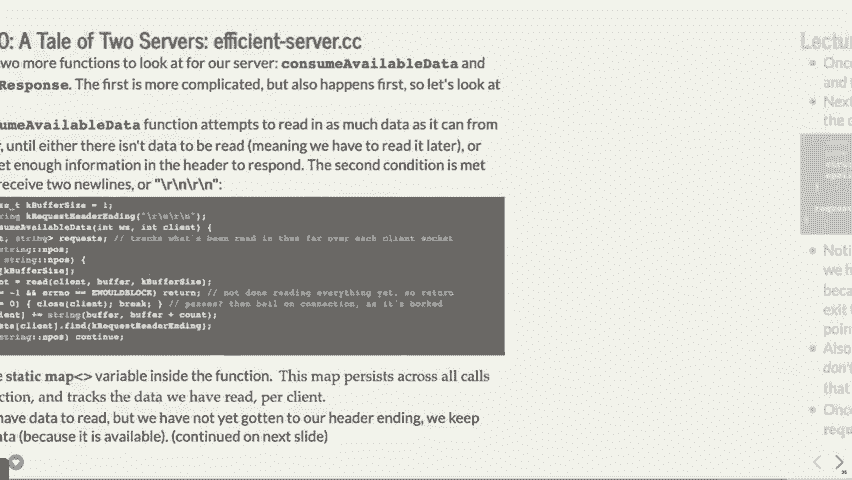 0: A Tale of Two Servers: efficient-server.cc
wo more functions to look at for our server: consumeAvailableData and
Response. The first is more complicated, but also happens first, so let's look at
umeAvailableData function attempts to read in as much data as it can from
r, until either there isn't data to be read (meaning we have to read it later), or
et enough information in the header to respond. The second condition is met
receive two newlines, or "\r\n\r\n":
ze_t kBufferSize = 1;
ring kRequestHeaderEnding("\r\n\r\n");
sumeAvailableData(int ws, int client) {
t, string> requests; // tracks what's been read in thus far over each client socket
string::npos;
 string::npos) {
[kBufferSize];
nt = read(client, buffer, kBufferSize);
= -1 && errno == EWOULDBLOCK) return; // not done reading everything yet, so return
= 0) { close(client); break; } // passes? then bail on connection, as it's borked
lient] += string(buffer, buffer + count);
sts[client].find(kRequestHeaderEnding);
string::npos) continue;
e static map<> variable inside the function. This map persists across all calls
ction, and tracks the data we have read, per client.
have data to read, but we have not yet gotten to our header ending, we keep
ata (because it is available). (continued on next slide)
Lectur
Once
and
Next
the c
Noti
we h
beca
exit t
poin
Also
don't
that
Once
reque